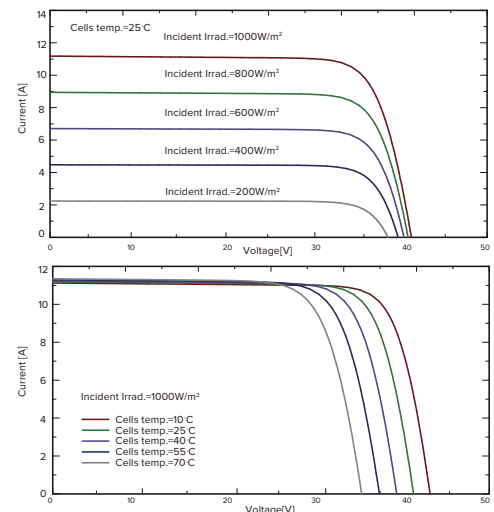 14
Cells temp.=25°C
Incident Irrad.=1000W/m²
12
Incident Irrad.=800W/m²
10
Incident Irrad.=600W/m²
8
Current [A]
6
Incident Irrad.=400W/m²
4
Incident Irrad.=200W/m²
2
0
0 10 20 30 40 50
Voltage[V]
12
10
8
Current [A]
6
Incident Irrad.=1000W/m²
4
Cells temp.=10°C
Cells temp.=25°C
Cells temp.=40°C
Cells temp.=55°C
Cells temp.=70°C
2
0
0 10 20 30 40 50
Voltage[V]